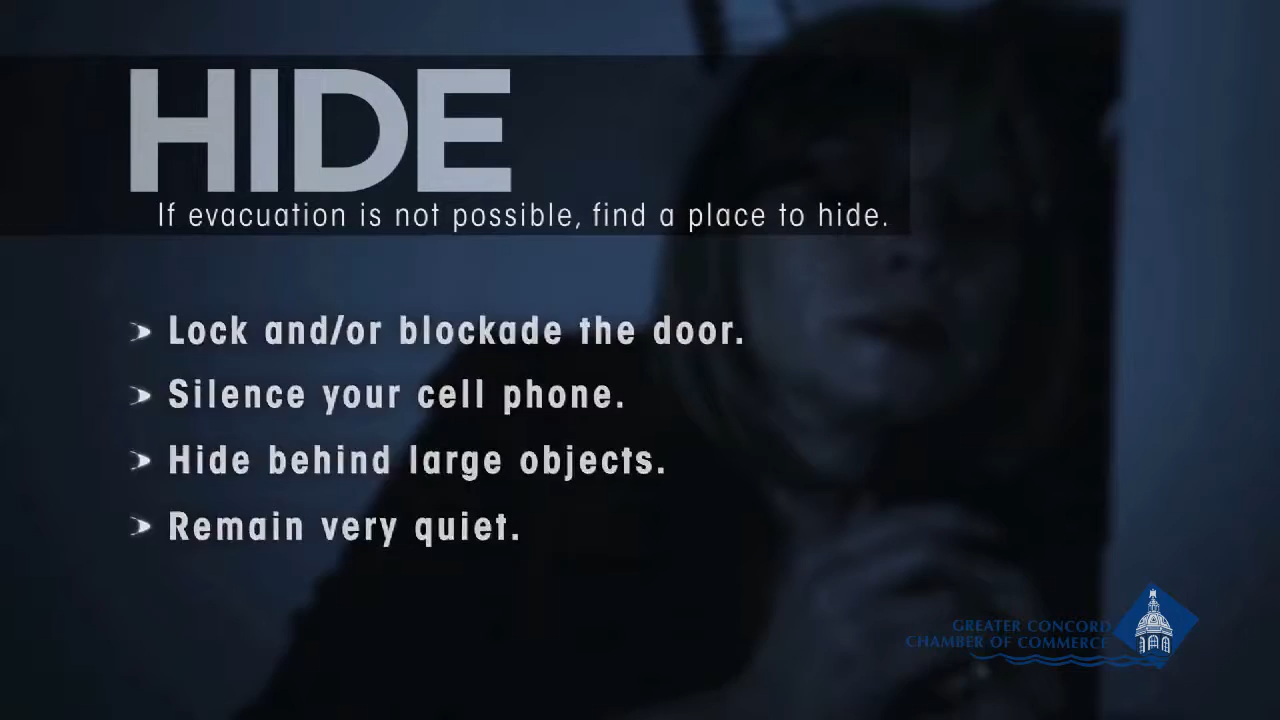 HIDE
If evacuation is not possible, find a place to hide.
Lock and/or blockade the door.
Silence your cell phone.
Hide behind large objects.
Remain very quiet.
GREATER CONCORD
CHAMBER OF COMMERCE